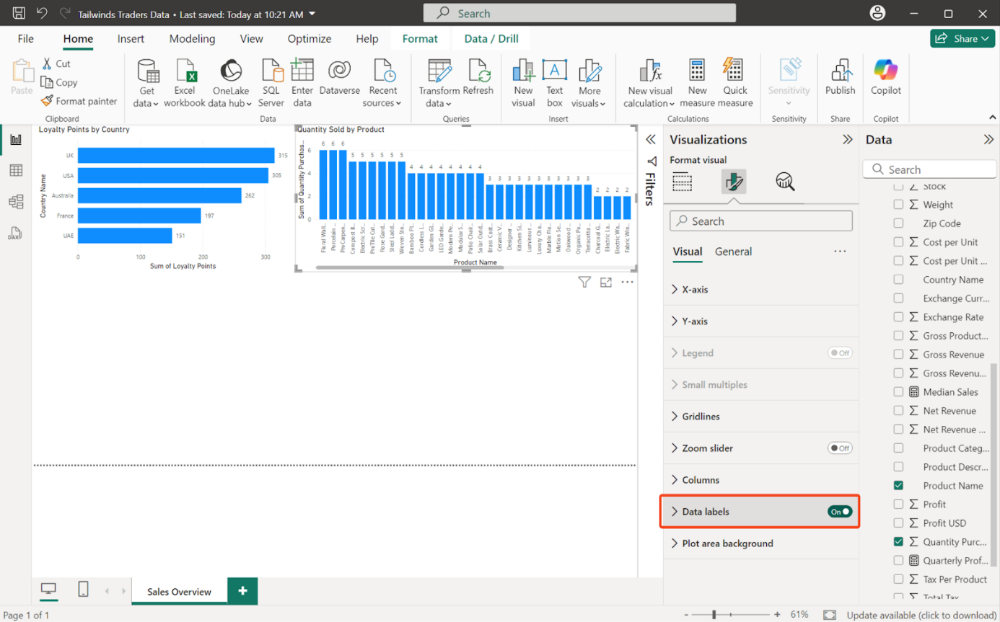 Tailwinds Traders Data • Last saved: Today at 10:21 AM
Search
File Home Insert Modeling View Optimize Help Format Data / Drill
Share
Paste
Cut
Copy
Format painter
Clipboard
Get data
Excel workbook
OneLake data hub
SQL Server
Enter data
Dataverse
Recent sources
Data
Transform data
Refresh
Queries
New visual
Text box
More visuals
Insert
New visual calculation
New measure
Quick measure
Calculations
Sensitivity
Sensitivity
Publish
Share
Copilot
Copilot
Loyalty Points by Country
Country Name
UK 315
USA 305
Australia 262
France 197
UAE 151
0 100 200 300
Sum of Loyalty Points
Quantity Sold by Product
Sum of Quantity Purchas...
6
4
2
0
6 6 6 5 5 5 5 5 5 4 4 4 4 4 4 4 4 3 3 3 3 3 3 3 3 3 3 3 2 2 2 2
Floral Wall...
Porcelain ...
ProCarpen...
Compost B...
Electric Scr...
ProTile Cut...
Rose Gard...
Steel Ladd...
Woven Sto...
Bamboo Pl...
Cordless L...
Garden Gl...
LED Garde...
Modern Pe...
Modular S...
Patio Chair...
Solar Outd...
Brass Coat...
Ceramic V...
Designer ...
Kitchen Si...
Luminous r...
Luxury Cha...
Marble Flo...
Motion Se...
Oakwood ...
Organic Po...
Terracotta ...
Charcoal G...
Electric La...
Electric Wa...
Fabric Win...
Product Name
Filters
Visualizations
Format visual
Search
Visual General
X-axis
Y-axis
Legend Off
Small multiples
Gridlines
Zoom slider Off
Columns
Data labels On
Plot area background
Data
Search
Stock
Weight
Zip Code
Cost per Unit
Cost per Unit ...
Country Name
Exchange Curr...
Exchange Rate
Gross Product...
Gross Revenue
Gross Revenu...
Median Sales
Net Revenue
Net Revenue ...
Product Categ...
Product Descr...
Product Name
Profit
Profit USD
Quantity Purc...
Quarterly Prof...
Tax Per Product
Total Tax
DAX
Sales Overview
Page 1 of 1
- + 61%
Update available (click to download)